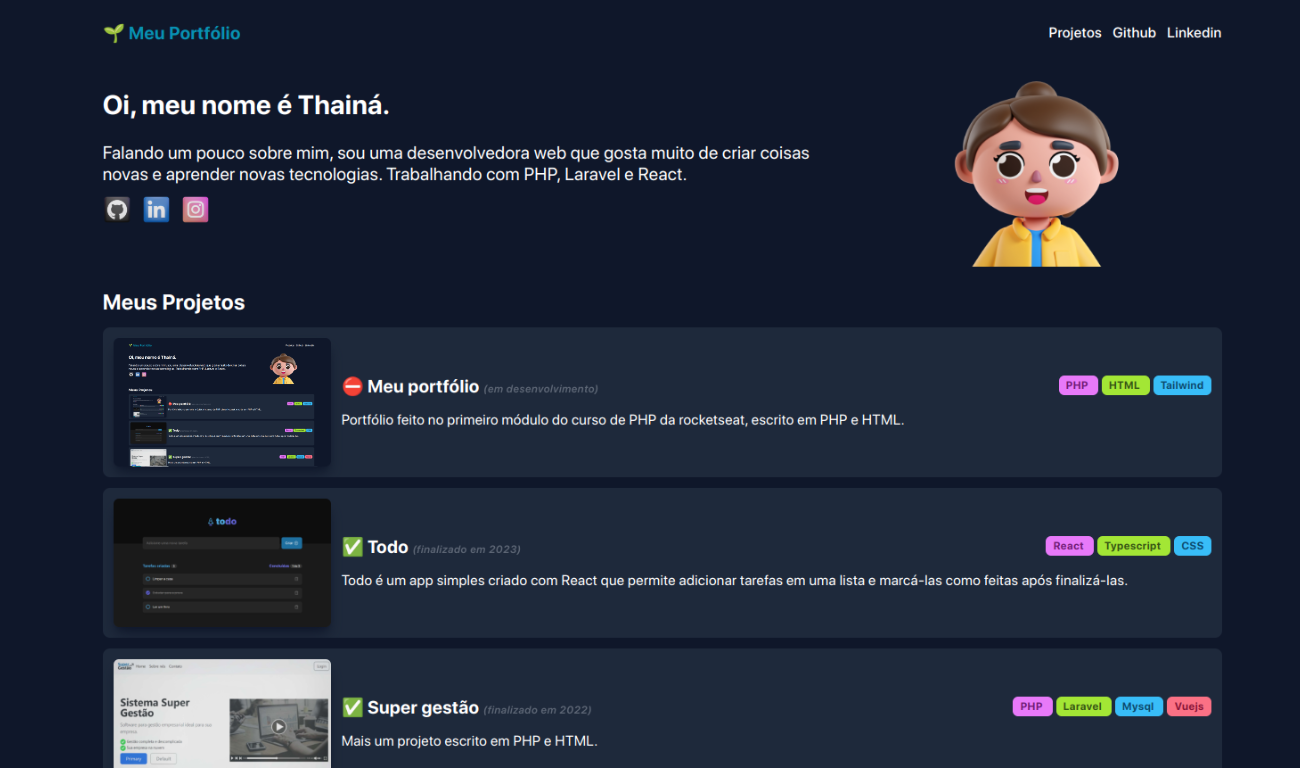 Meu Portfólio
Projetos Github Linkedin
Oi, meu nome é Thainá.
Falando um pouco sobre mim, sou uma desenvolvedora web que gosta muito de criar coisas
novas e aprender novas tecnologias. Trabalhando com PHP, Laravel e React.
Meus Projetos
Meu portfólio (em desenvolvimento)
PHP HTML Tailwind
Portfólio feito no primeiro módulo do curso de PHP da rocketseat, escrito em PHP e HTML.
todo
Todo (finalizado em 2023)
React Typescript CSS
Todo é um app simples criado com React que permite adicionar tarefas em uma lista e marcá-las como feitas após finalizá-las.
Sistema Super
Gestão
Super gestão (finalizado em 2022)
PHP Laravel Mysql Vuejs
Mais um projeto escrito em PHP e HTML.